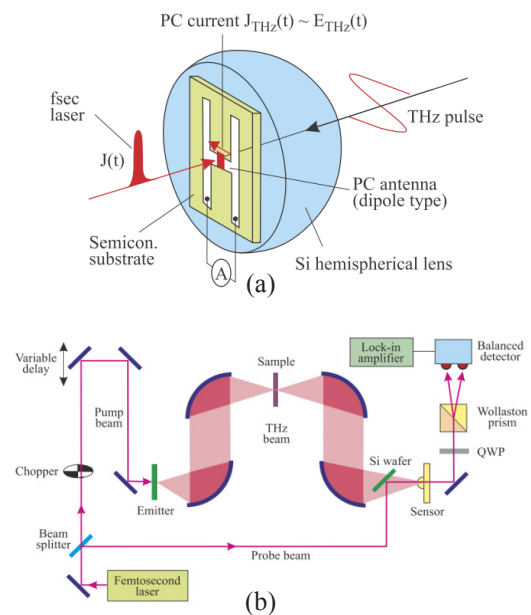 PC current J_THz(t) ~ E_THz(t)
fsec
laser
J(t)
THz pulse
PC antenna
(dipole type)
Semicon.
substrate
A
Si hemispherical lens
(a)
Variable
delay
Pump
beam
Chopper
Emitter
Beam
splitter
Femtosecond
laser
Sample
THz
beam
Probe beam
Si wafer
Sensor
Lock-in
amplifier
Balanced
detector
Wollaston
prism
QWP
(b)